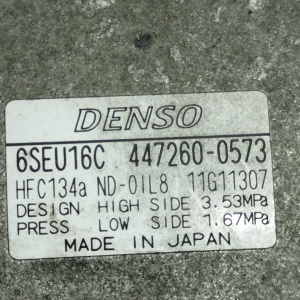 DENSO
6SEU16C 447260-0573
HFC134a ND-OIL8 11G11307
DESIGN HIGH SIDE 3.53MPa
PRESS LOW SIDE 1.67MPa
MADE IN JAPAN